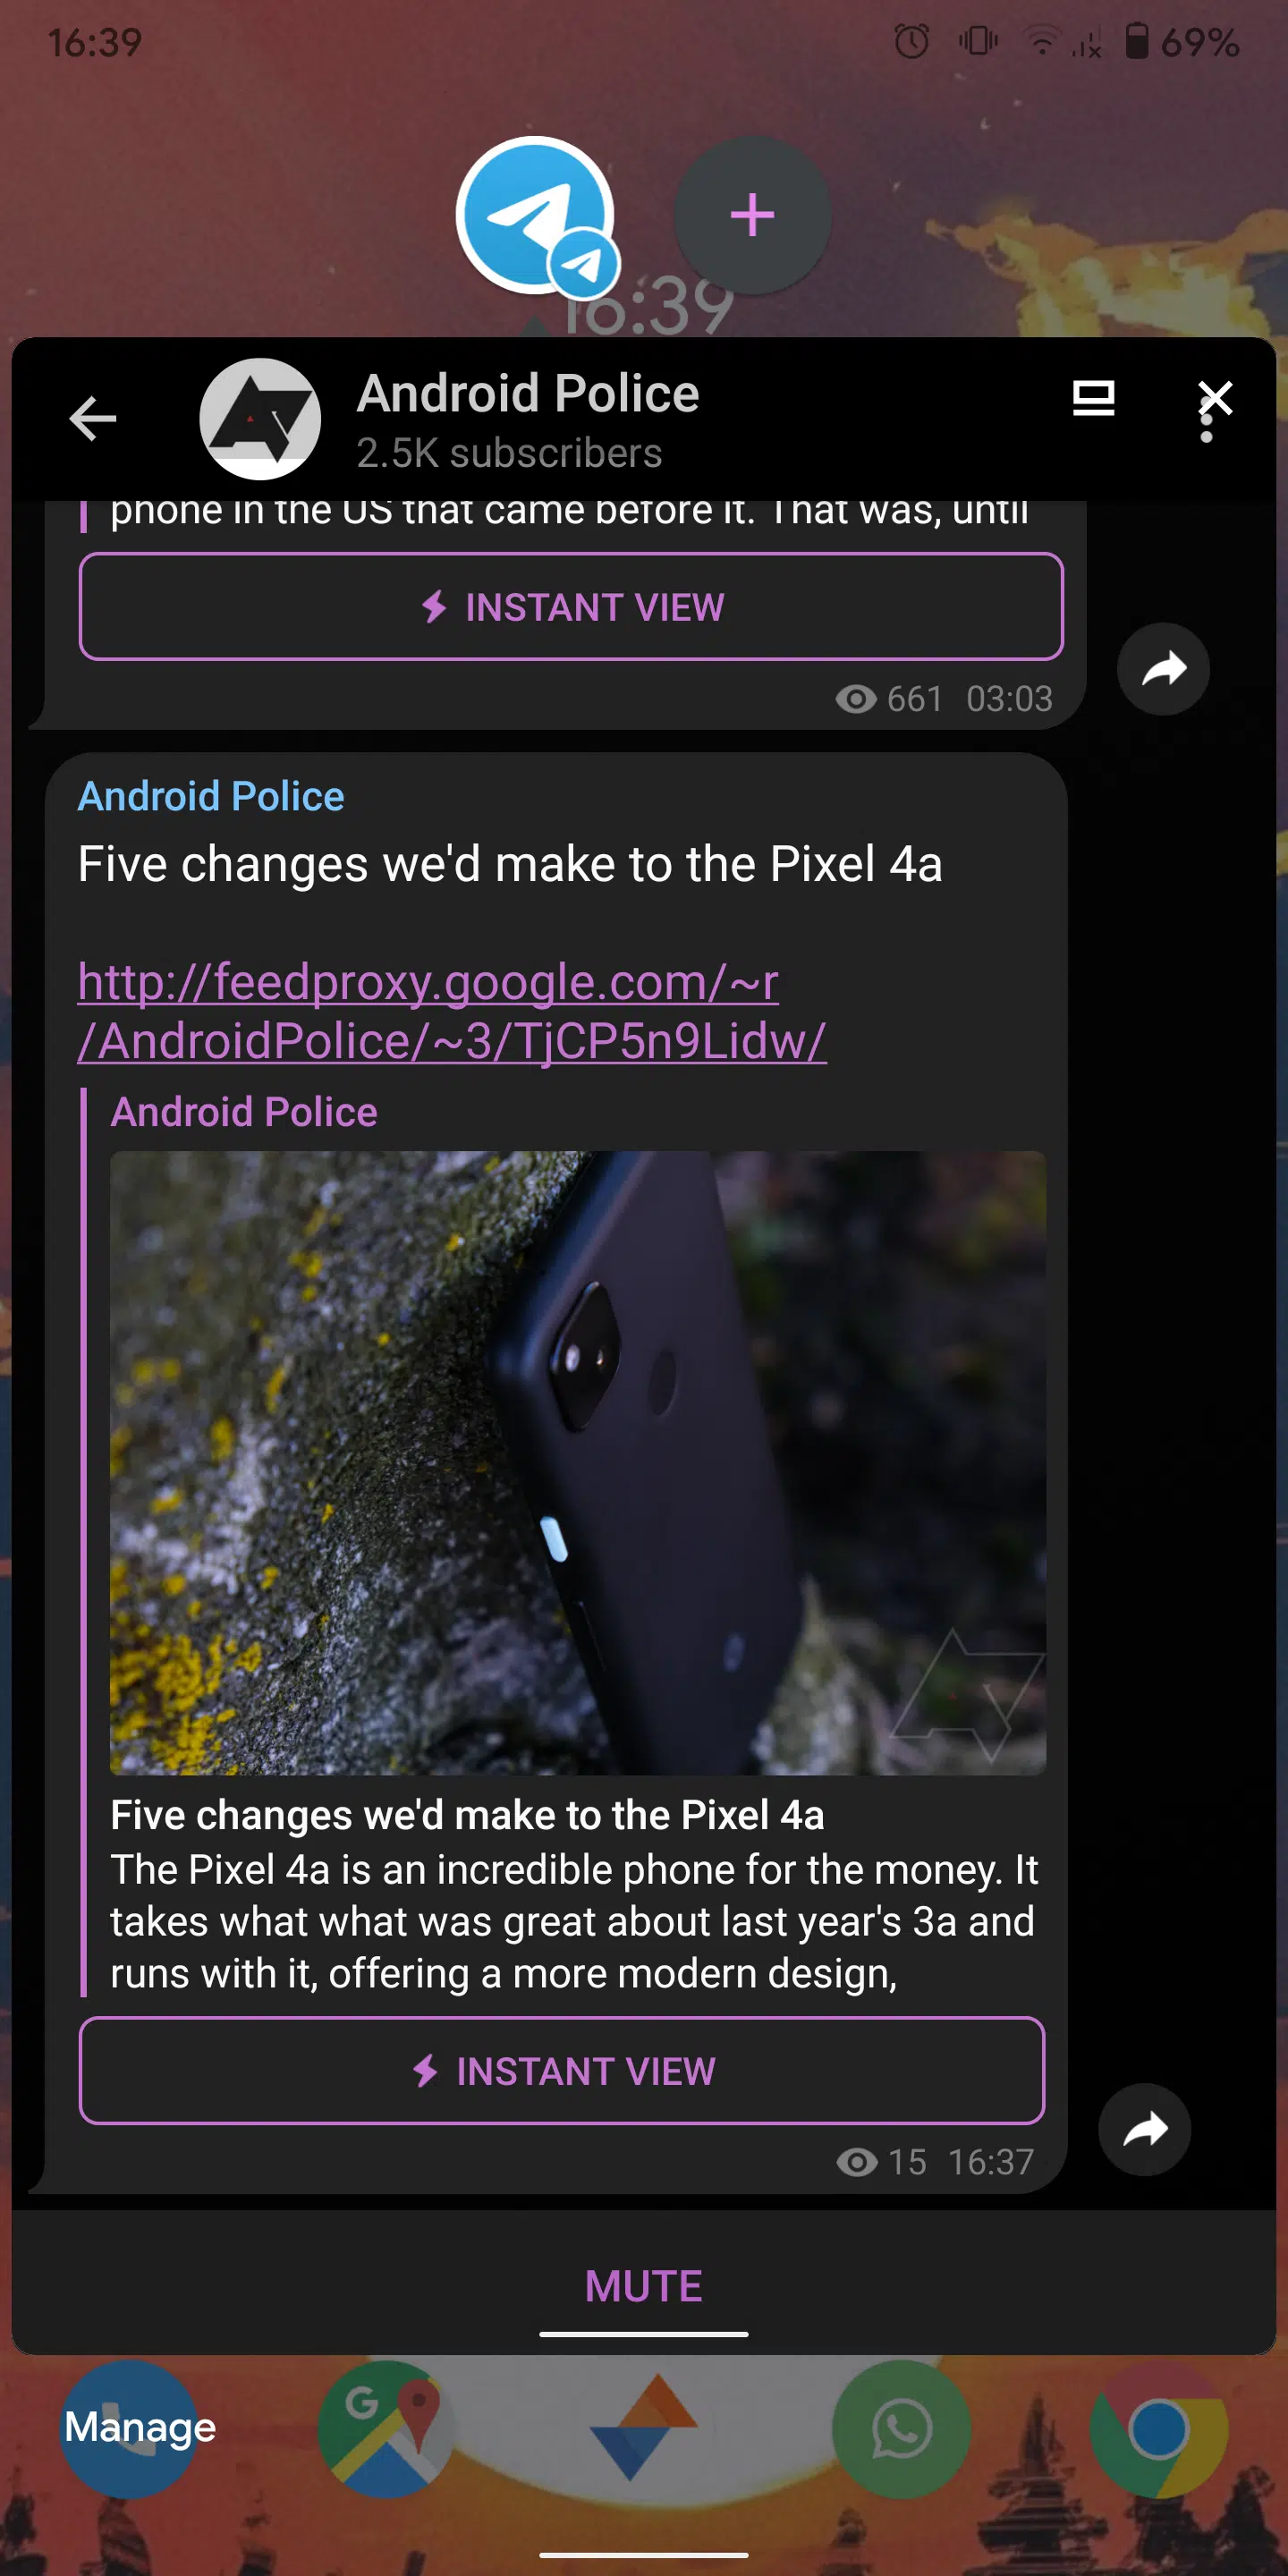 16:39
69%
16:39
Android Police
2.5K subscribers
phone in the US that came before it. That was, until
INSTANT VIEW
661 03:03
Android Police
Five changes we'd make to the Pixel 4a
http://feedproxy.google.com/~r
/AndroidPolice/~3/TjCP5n9Lidw/
Android Police
Five changes we'd make to the Pixel 4a
The Pixel 4a is an incredible phone for the money. It
takes what what was great about last year's 3a and
runs with it, offering a more modern design,
INSTANT VIEW
15 16:37
MUTE
Manage